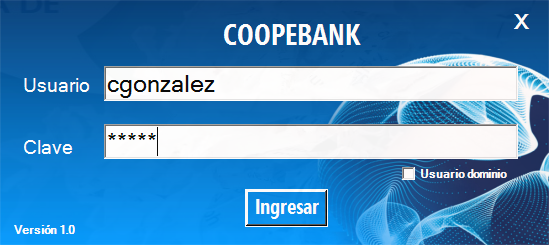 X
COOPEBANK
Usuario cgonzalez
Clave *****
Usuario dominio
Ingresar
Versión 1.0